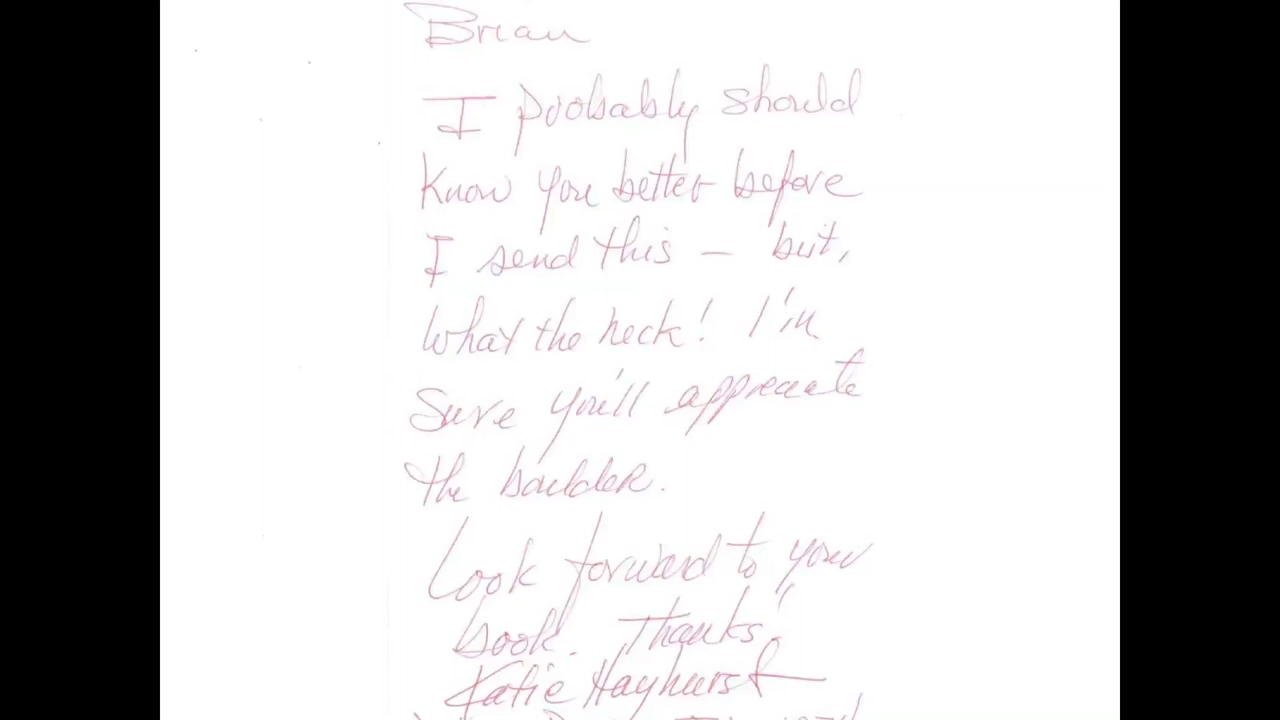 Brian
I probably should
know you better before
I send this — but,
what the heck! I'm
sure you'll appreciate
the boulder.
Look forward to your
book. Thanks!
Katie Hayhurst